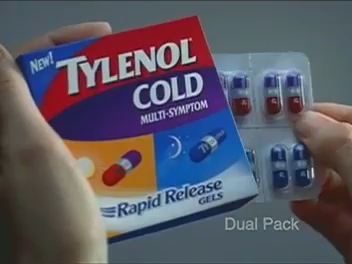 New!
TYLENOL®
COLD
MULTI-SYMPTOM
Rapid Release
GELS
Dual Pack